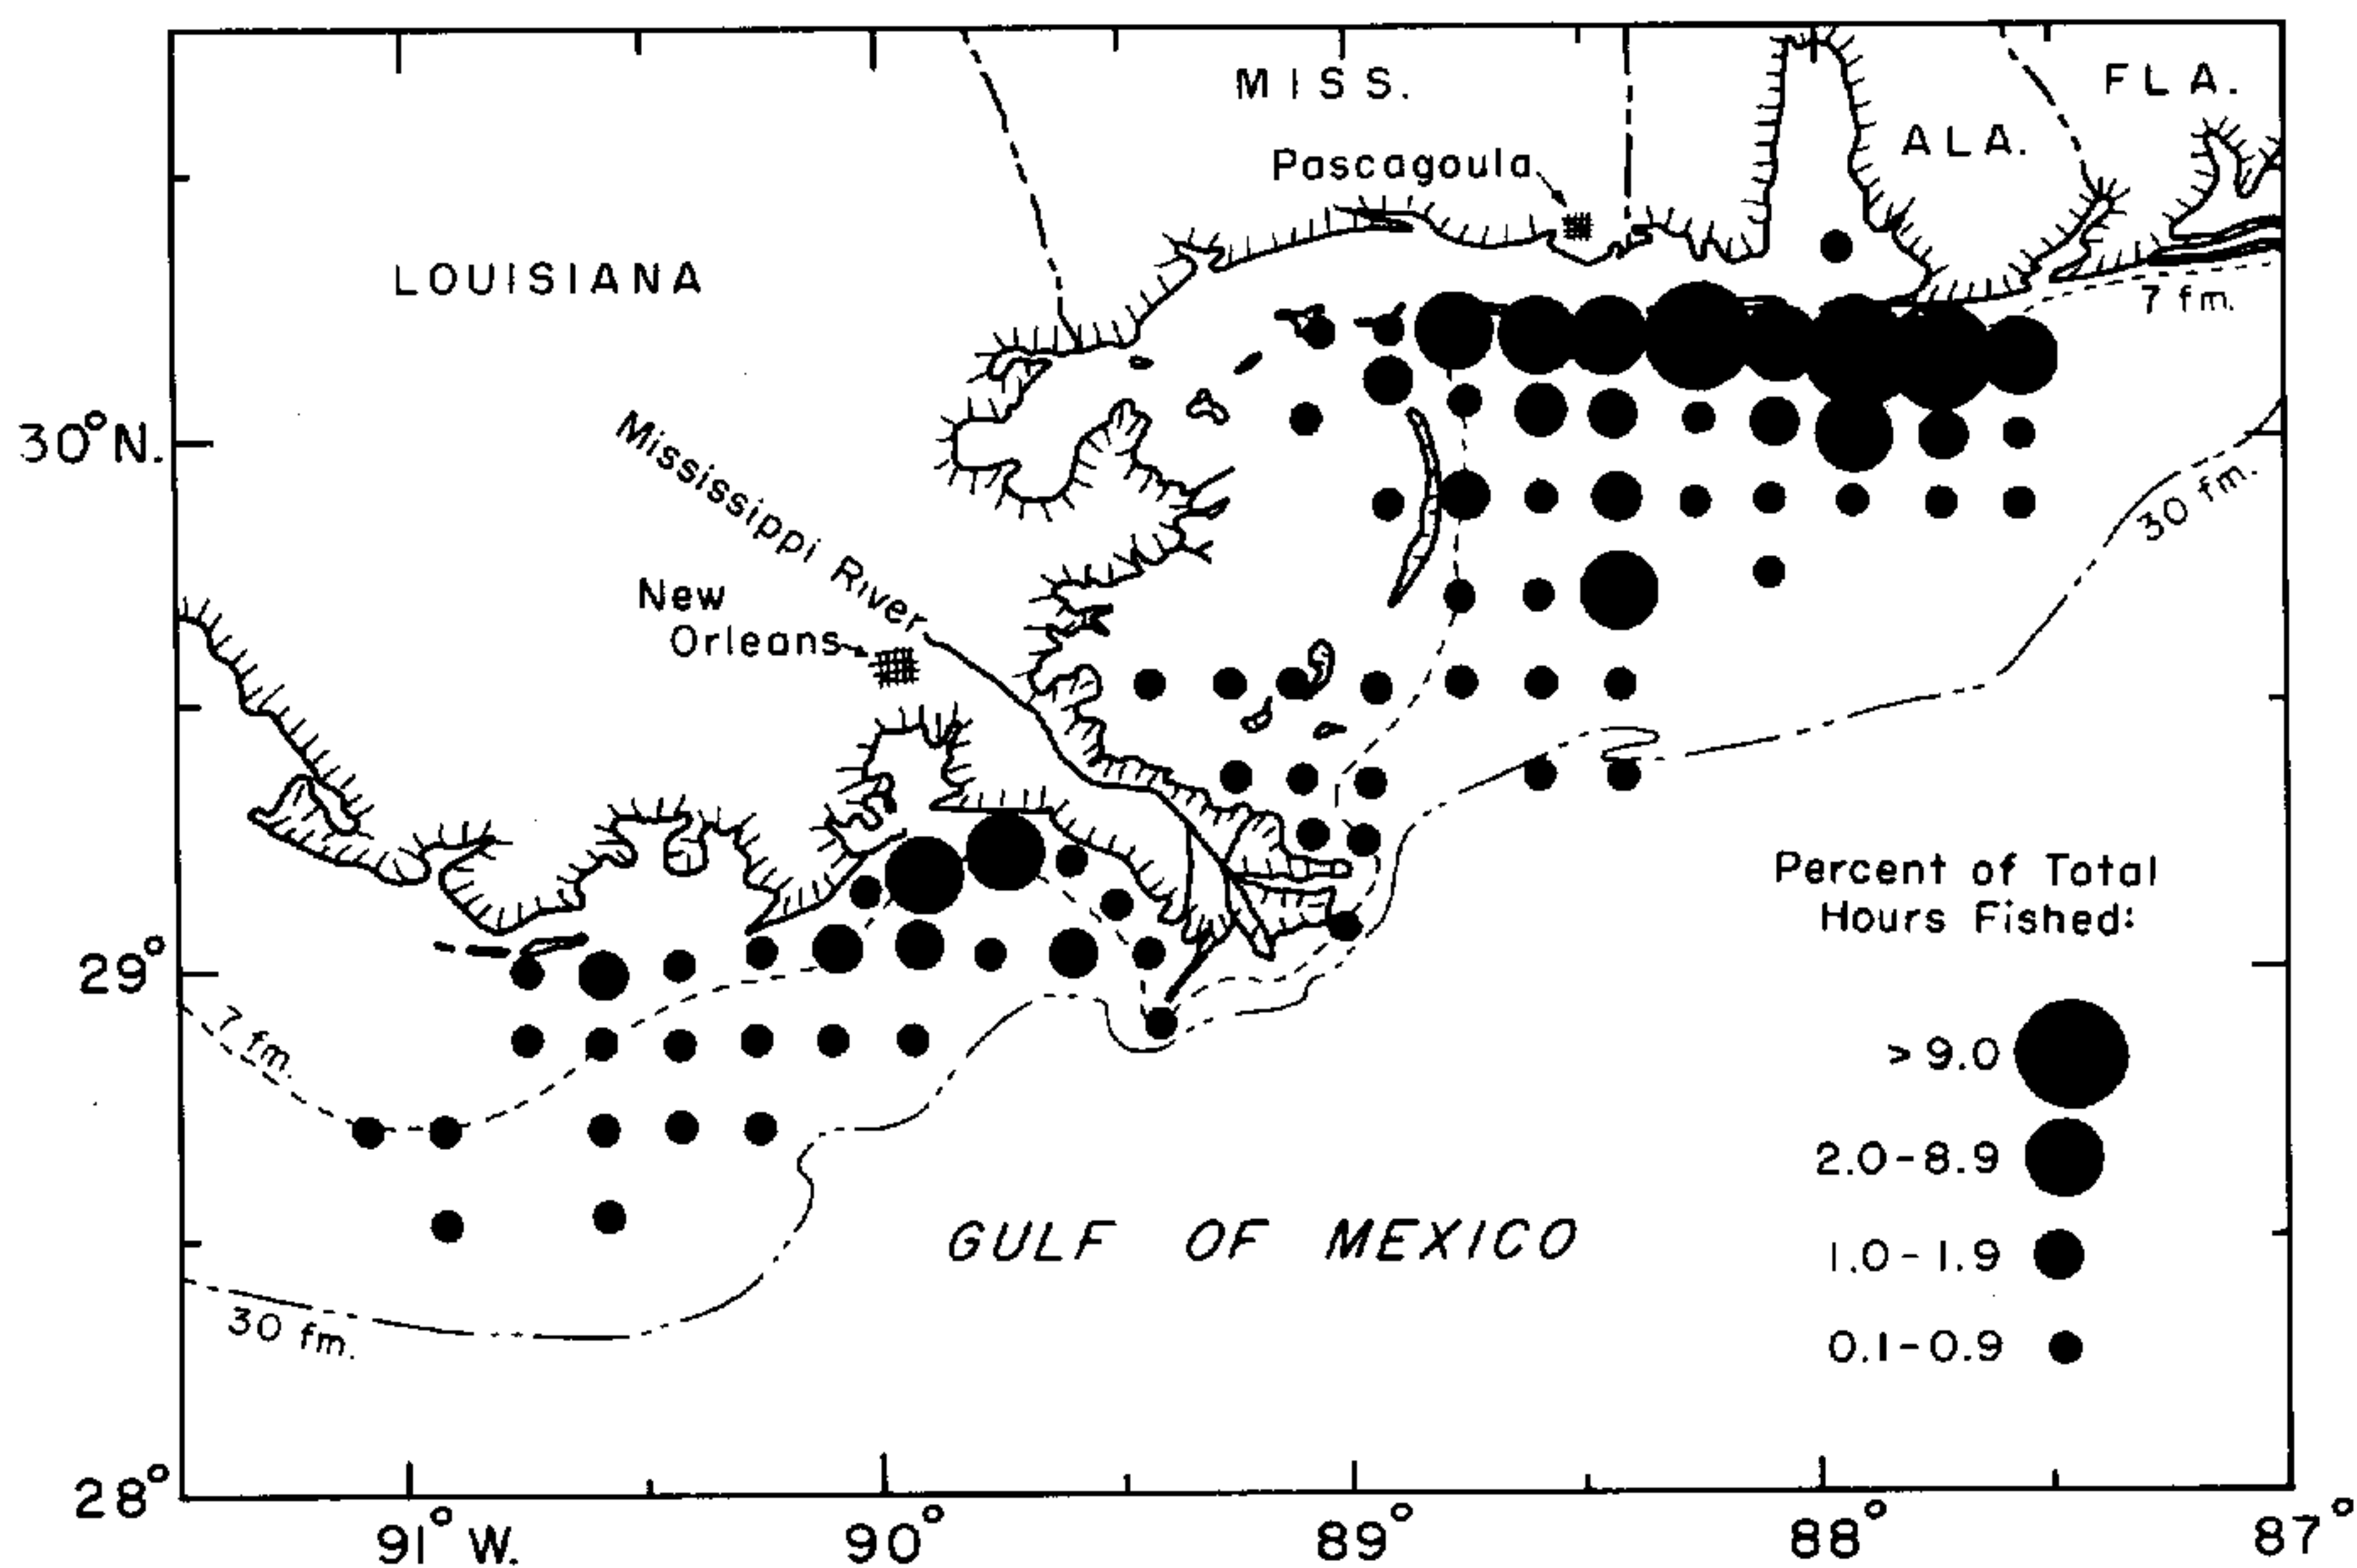 MISS.
FLA.
ALA.
Pascagoula
LOUISIANA
7 fm.
30°N.
Mississippi River
30 fm.
New
Orleans
Percent of Total
Hours Fished:
29°
7 fm.
>9.0
2.0-8.9
GULF OF MEXICO
1.0-1.9
30 fm.
0.1-0.9
28°
91° W.
90°
89°
88°
87°